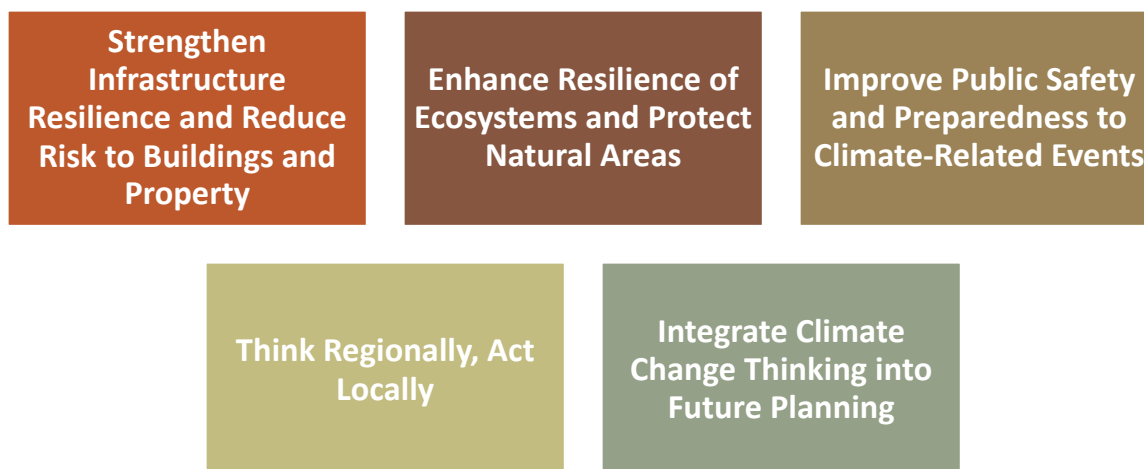 Strengthen
Infrastructure
Resilience and Reduce
Risk to Buildings and
Property
Enhance Resilience of
Ecosystems and Protect
Natural Areas
Improve Public Safety
and Preparedness to
Climate-Related Events
Think Regionally, Act
Locally
Integrate Climate
Change Thinking into
Future Planning